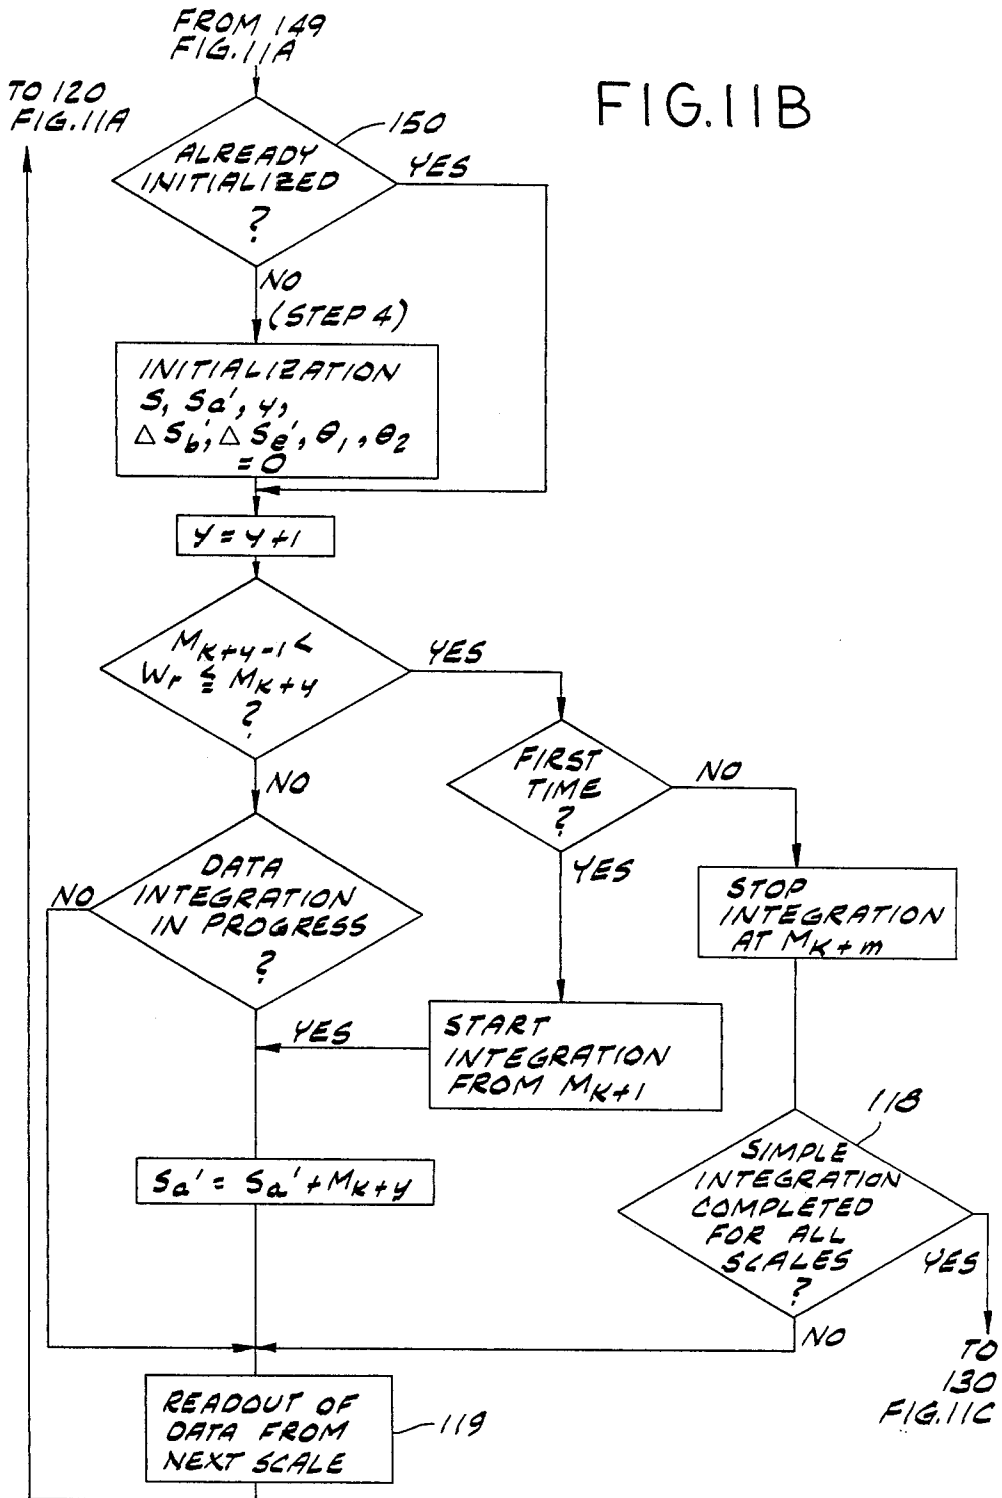 FROM 149
FIG.11A
TO 120
FIG.11A
FIG.11B
150
ALREADY
INITIALIZED
?
YES
NO
(STEP 4)
INITIALIZATION
S, Sa', y,
△Sb', △Se', θ1, θ2
=0
y = y+1
MK+y-1 <
Wr ≦ MK+y
?
YES
NO
FIRST
TIME
?
NO
YES
DATA
INTEGRATION
IN PROGRESS
?
NO
YES
STOP
INTEGRATION
AT MK+m
START
INTEGRATION
FROM MK+1
118
Sa' = Sa' + MK+y
SIMPLE
INTEGRATION
COMPLETED
FOR ALL
SCALES
?
YES
NO
TO
130
FIG.11C
READOUT OF
DATA FROM
NEXT SCALE
119